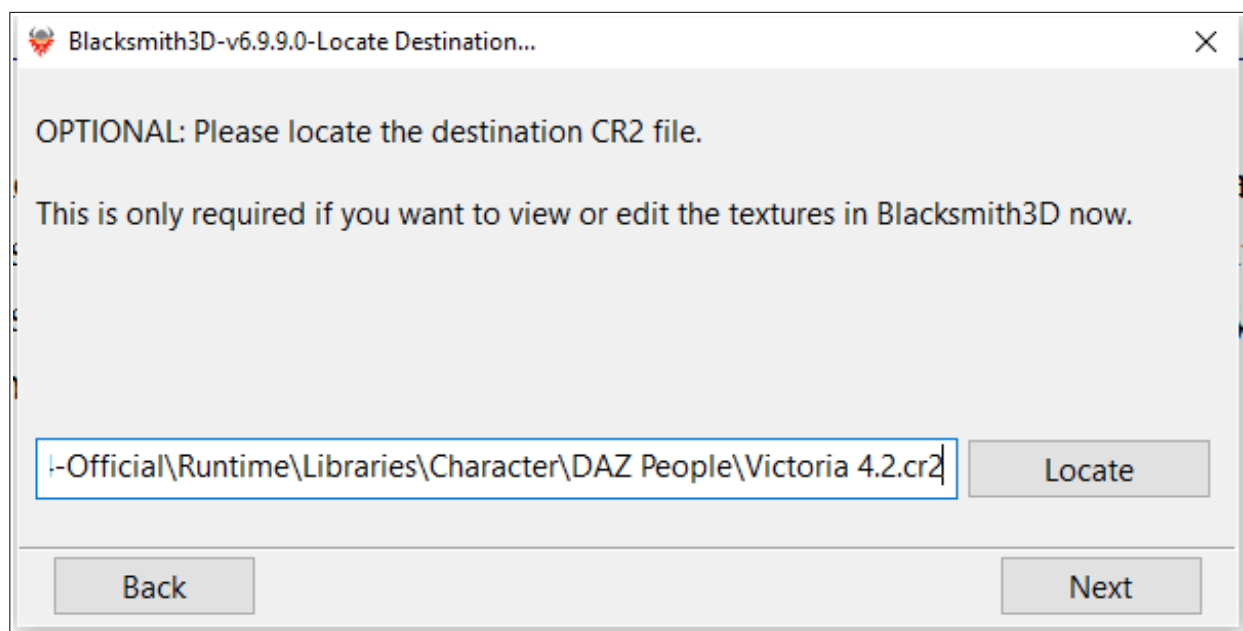 Blacksmith3D-v6.9.9.0-Locate Destination...
OPTIONAL: Please locate the destination CR2 file.
This is only required if you want to view or edit the textures in Blacksmith3D now.
-Official\Runtime\Libraries\Character\DAZ People\Victoria 4.2.cr2
Locate
Back
Next